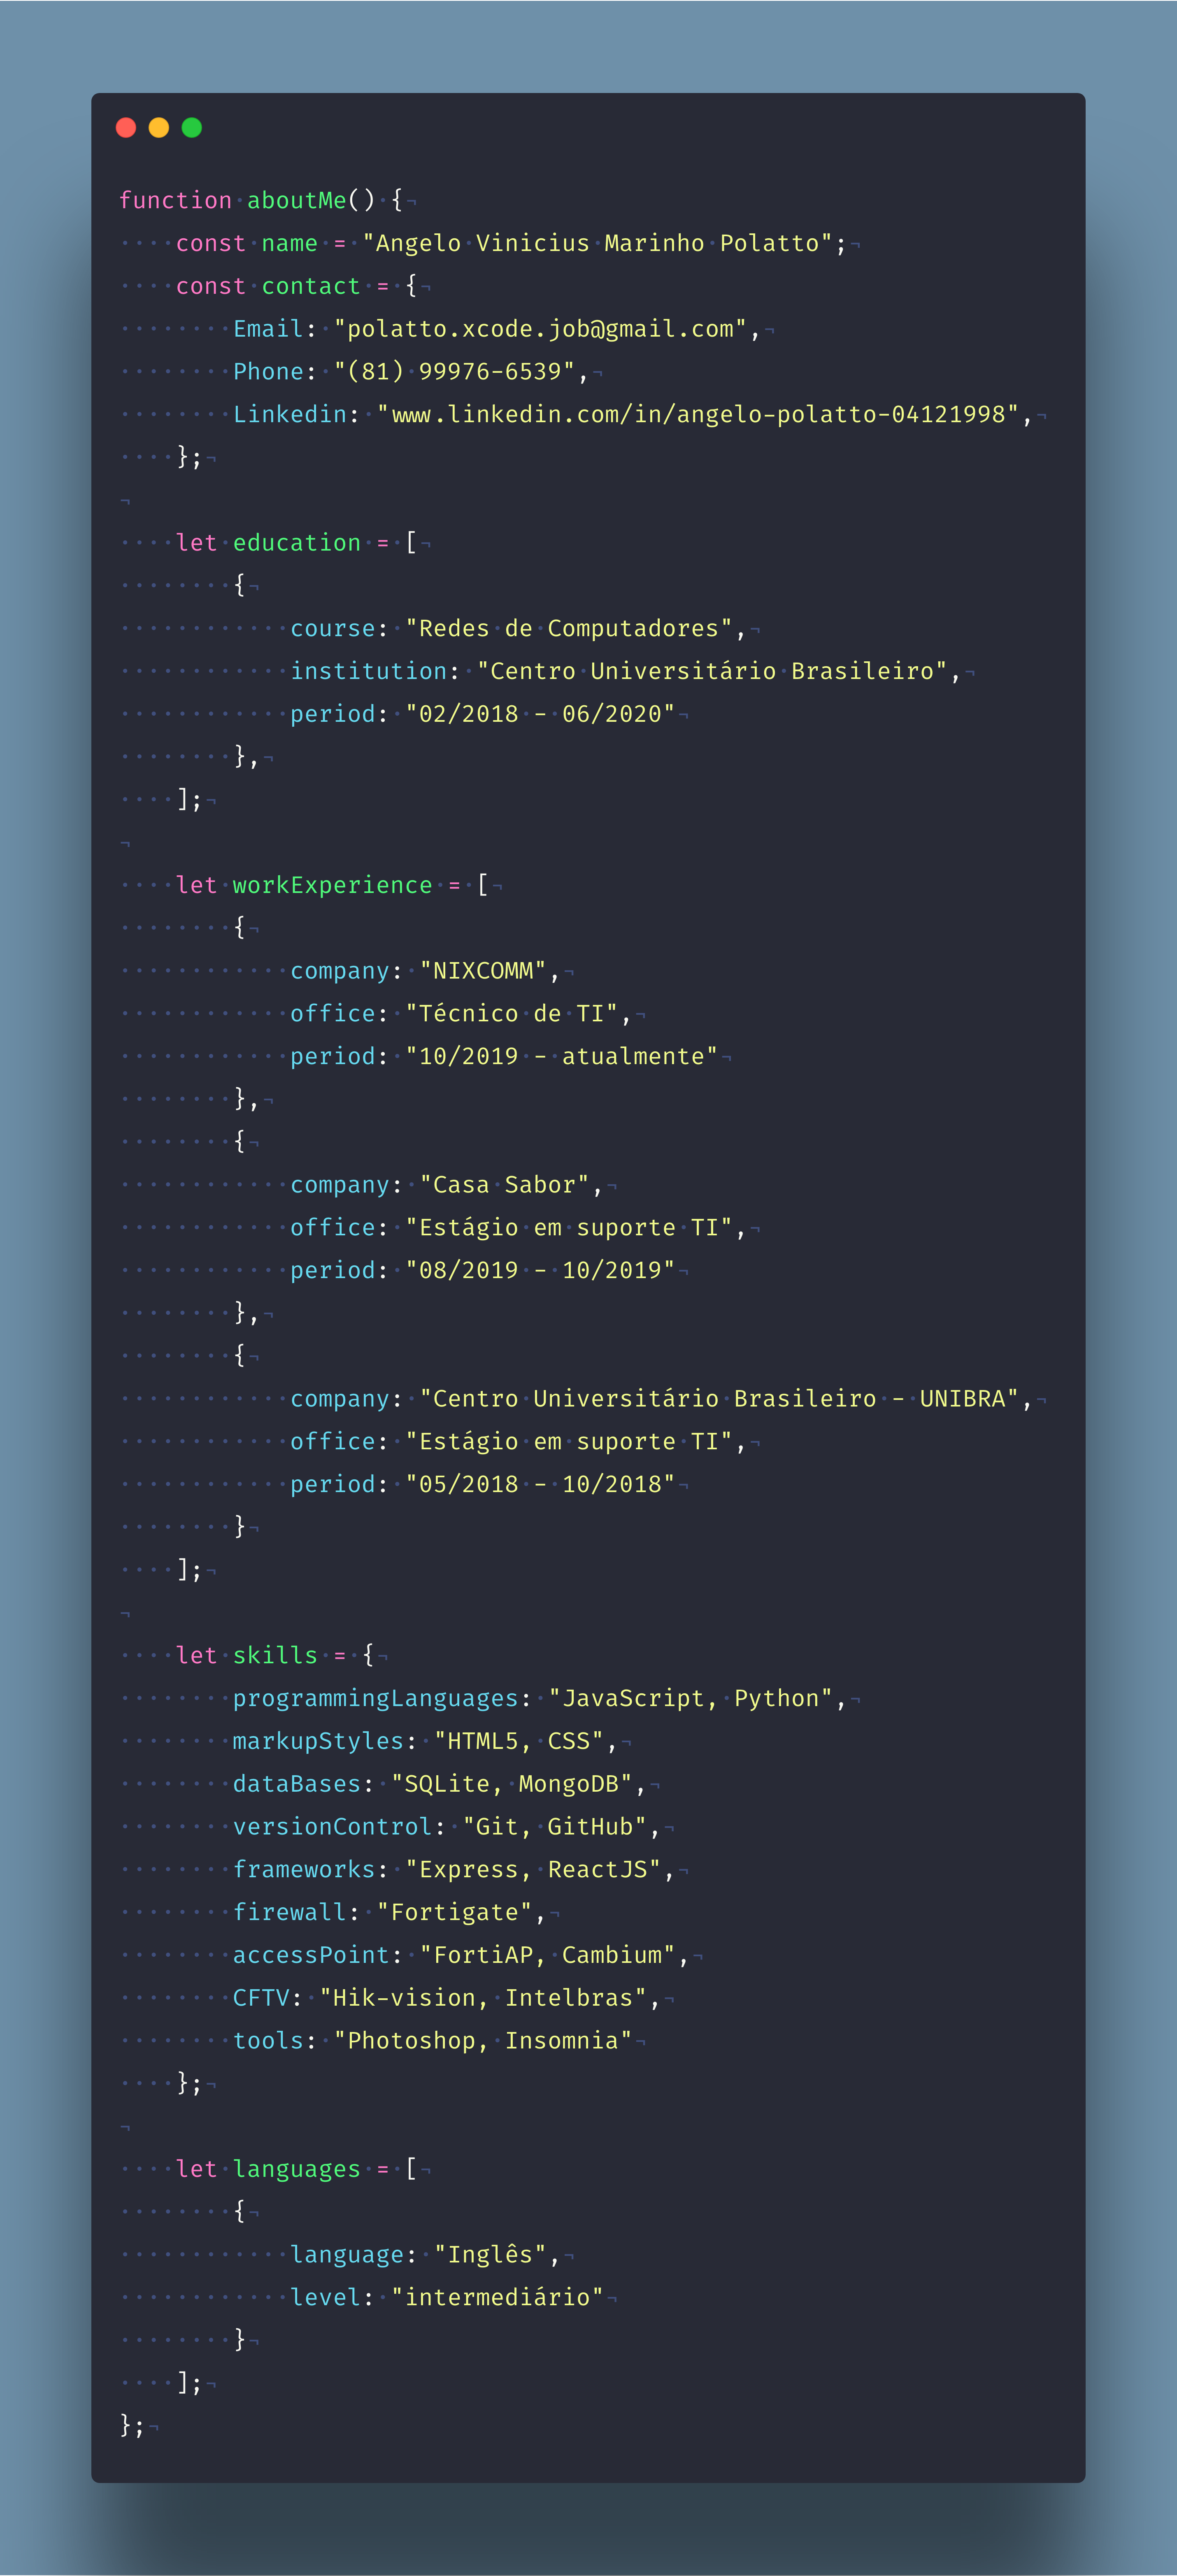 function aboutMe() {
    const name = "Angelo Vinicius Marinho Polatto";
    const contact = {
        Email: "polatto.xcode.job@gmail.com",
        Phone: "(81) 99976-6539",
        Linkedin: "www.linkedin.com/in/angelo-polatto-04121998",
    };

    let education = [
        {
            course: "Redes de Computadores",
            institution: "Centro Universitário Brasileiro",
            period: "02/2018 - 06/2020"
        },
    ];

    let workExperience = [
        {
            company: "NIXCOMM",
            office: "Técnico de TI",
            period: "10/2019 - atualmente"
        },
        {
            company: "Casa Sabor",
            office: "Estágio em suporte TI",
            period: "08/2019 - 10/2019"
        },
        {
            company: "Centro Universitário Brasileiro - UNIBRA",
            office: "Estágio em suporte TI",
            period: "05/2018 - 10/2018"
        }
    ];

    let skills = {
        programmingLanguages: "JavaScript, Python",
        markupStyles: "HTML5, CSS",
        dataBases: "SQLite, MongoDB",
        versionControl: "Git, GitHub",
        frameworks: "Express, ReactJS",
        firewall: "Fortigate",
        accessPoint: "FortiAP, Cambium",
        CFTV: "Hik-vision, Intelbras",
        tools: "Photoshop, Insomnia"
    };

    let languages = [
        {
            language: "Inglês",
            level: "intermediário"
        }
    ];
};